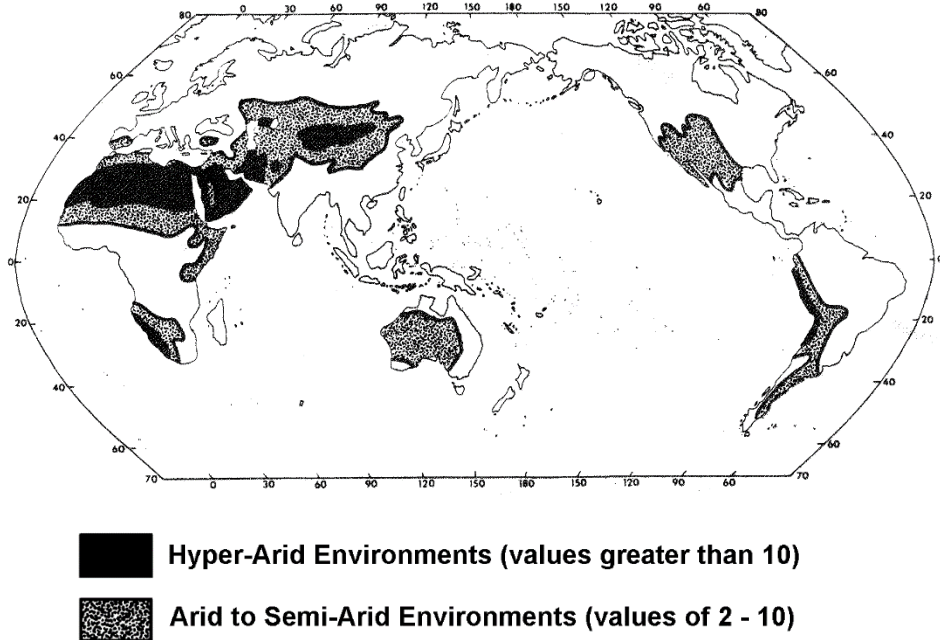 80 0 30 60 90 120 150 180 150 120 90 60 80
60 60
40 40
20 20
0 0
20 20
40 40
60 60
70 0 30 60 90 120 150 180 150 120 90 60 70
Hyper-Arid Environments (values greater than 10)
Arid to Semi-Arid Environments (values of 2 - 10)